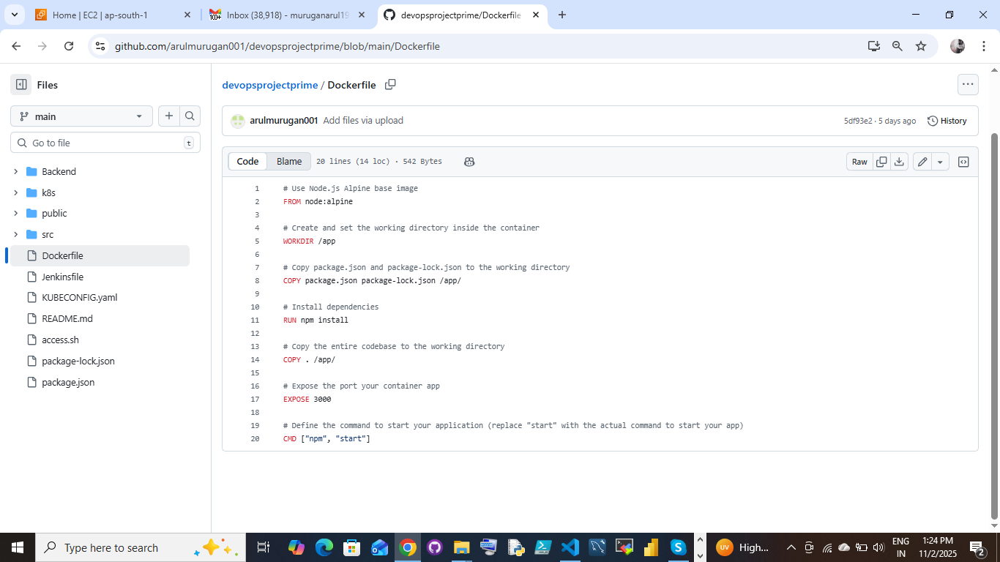 Home | EC2 | ap-south-1
10+
Inbox (38,918) - muruganarul19
devopsprojectprime/Dockerfile
github.com/arulmurugan001/devopsprojectprime/blob/main/Dockerfile
Files
main
Go to file
t
Backend
k8s
public
src
Dockerfile
Jenkinsfile
KUBECONFIG.yaml
README.md
access.sh
package-lock.json
package.json
devopsprojectprime / Dockerfile
arulmurugan001 Add files via upload
5df93e2 · 5 days ago
History
Code
Blame
20 lines (14 loc) · 542 Bytes
Raw
1 # Use Node.js Alpine base image
2 FROM node:alpine
3
4 # Create and set the working directory inside the container
5 WORKDIR /app
6
7 # Copy package.json and package-lock.json to the working directory
8 COPY package.json package-lock.json /app/
9
10 # Install dependencies
11 RUN npm install
12
13 # Copy the entire codebase to the working directory
14 COPY . /app/
15
16 # Expose the port your container app
17 EXPOSE 3000
18
19 # Define the command to start your application (replace "start" with the actual command to start your app)
20 CMD ["npm", "start"]
Type here to search
UV
High...
ENG
IN
1:24 PM
11/2/2025
2